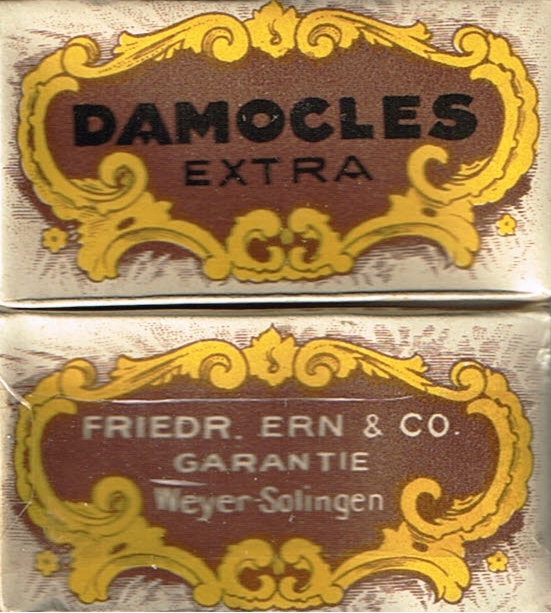 DAMOCLES
EXTRA
FRIEDR. ERN & CO.
GARANTIE
Weyer-Solingen